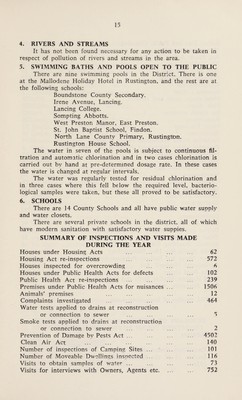 15
4. RIVERS AND STREAMS
It has not been found necessary for any action to be taken in
respect of pollution of rivers and streams in the area.
5. SWIMMING BATHS AND POOLS OPEN TO THE PUBLIC
There are nine swimming pools in the District. There is one
at the Mallodene Holiday Hotel in Rustington, and the rest are at
the following schools:
Boundstone County Secondary.
Irene Avenue, Lancing.
Lancing College.
Sompting Abbotts.
West Preston Manor, East Preston.
St. John Baptist School, Findon.
North Lane County Primary, Rustington.
Rustington House School.
The water in seven of the pools is subject to continuous fil-
tration and automatic chlorination and in two cases chlorination is
carried out by hand at pre-determined dosage rate. In these cases
the water is changed at regular intervals.
The water was regularly tested for residual chlorination and
in three cases where this fell below the required level, bacterio-
logical samples were taken, but these all proved to be satisfactory.
6. SCHOOLS
There are 14 County Schools and all have public water supply
and water closets.
There are several private schools in the district, all of which
have modern sanitation with satisfactory water supplies.
SUMMARY OF INSPECTIONS AND VISITS MADE
DURING THE YEAR
Houses under Housing Acts ... 62
Housing Act re-inspections ... 572
Houses inspected for overcrowding ... 6
Houses under Public Health Acts for defects ... 102
Public Health Act re-inspections ... 239
Premises under Public Health Acts for nuisances ... 1506
Animals' premises ... 12
Complaints investigated ... 464
Water tests applied to drains at reconstruction
or connection to sewer ... 5
Smoke tests applied to drains at reconstruction
or connection to sewer ... 2
Prevention of Damage by Pests Act ... 4502
Clean Air Act ... 140
Number of inspections of Camping Sites ... 101
Number of Moveable Dwellings inspected ... 116
Visits to obtain samples of water ... 73
Visits for interviews with Owners, Agents etc. ... 752